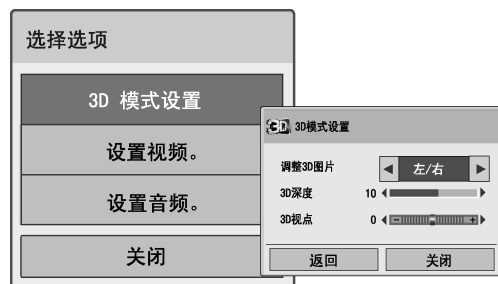 选择选项
3D 模式设置
设置视频。
设置音频。
关闭
3D 3D模式设置
调整3D图片 左/右
3D深度 10
3D视点 0
返回 关闭